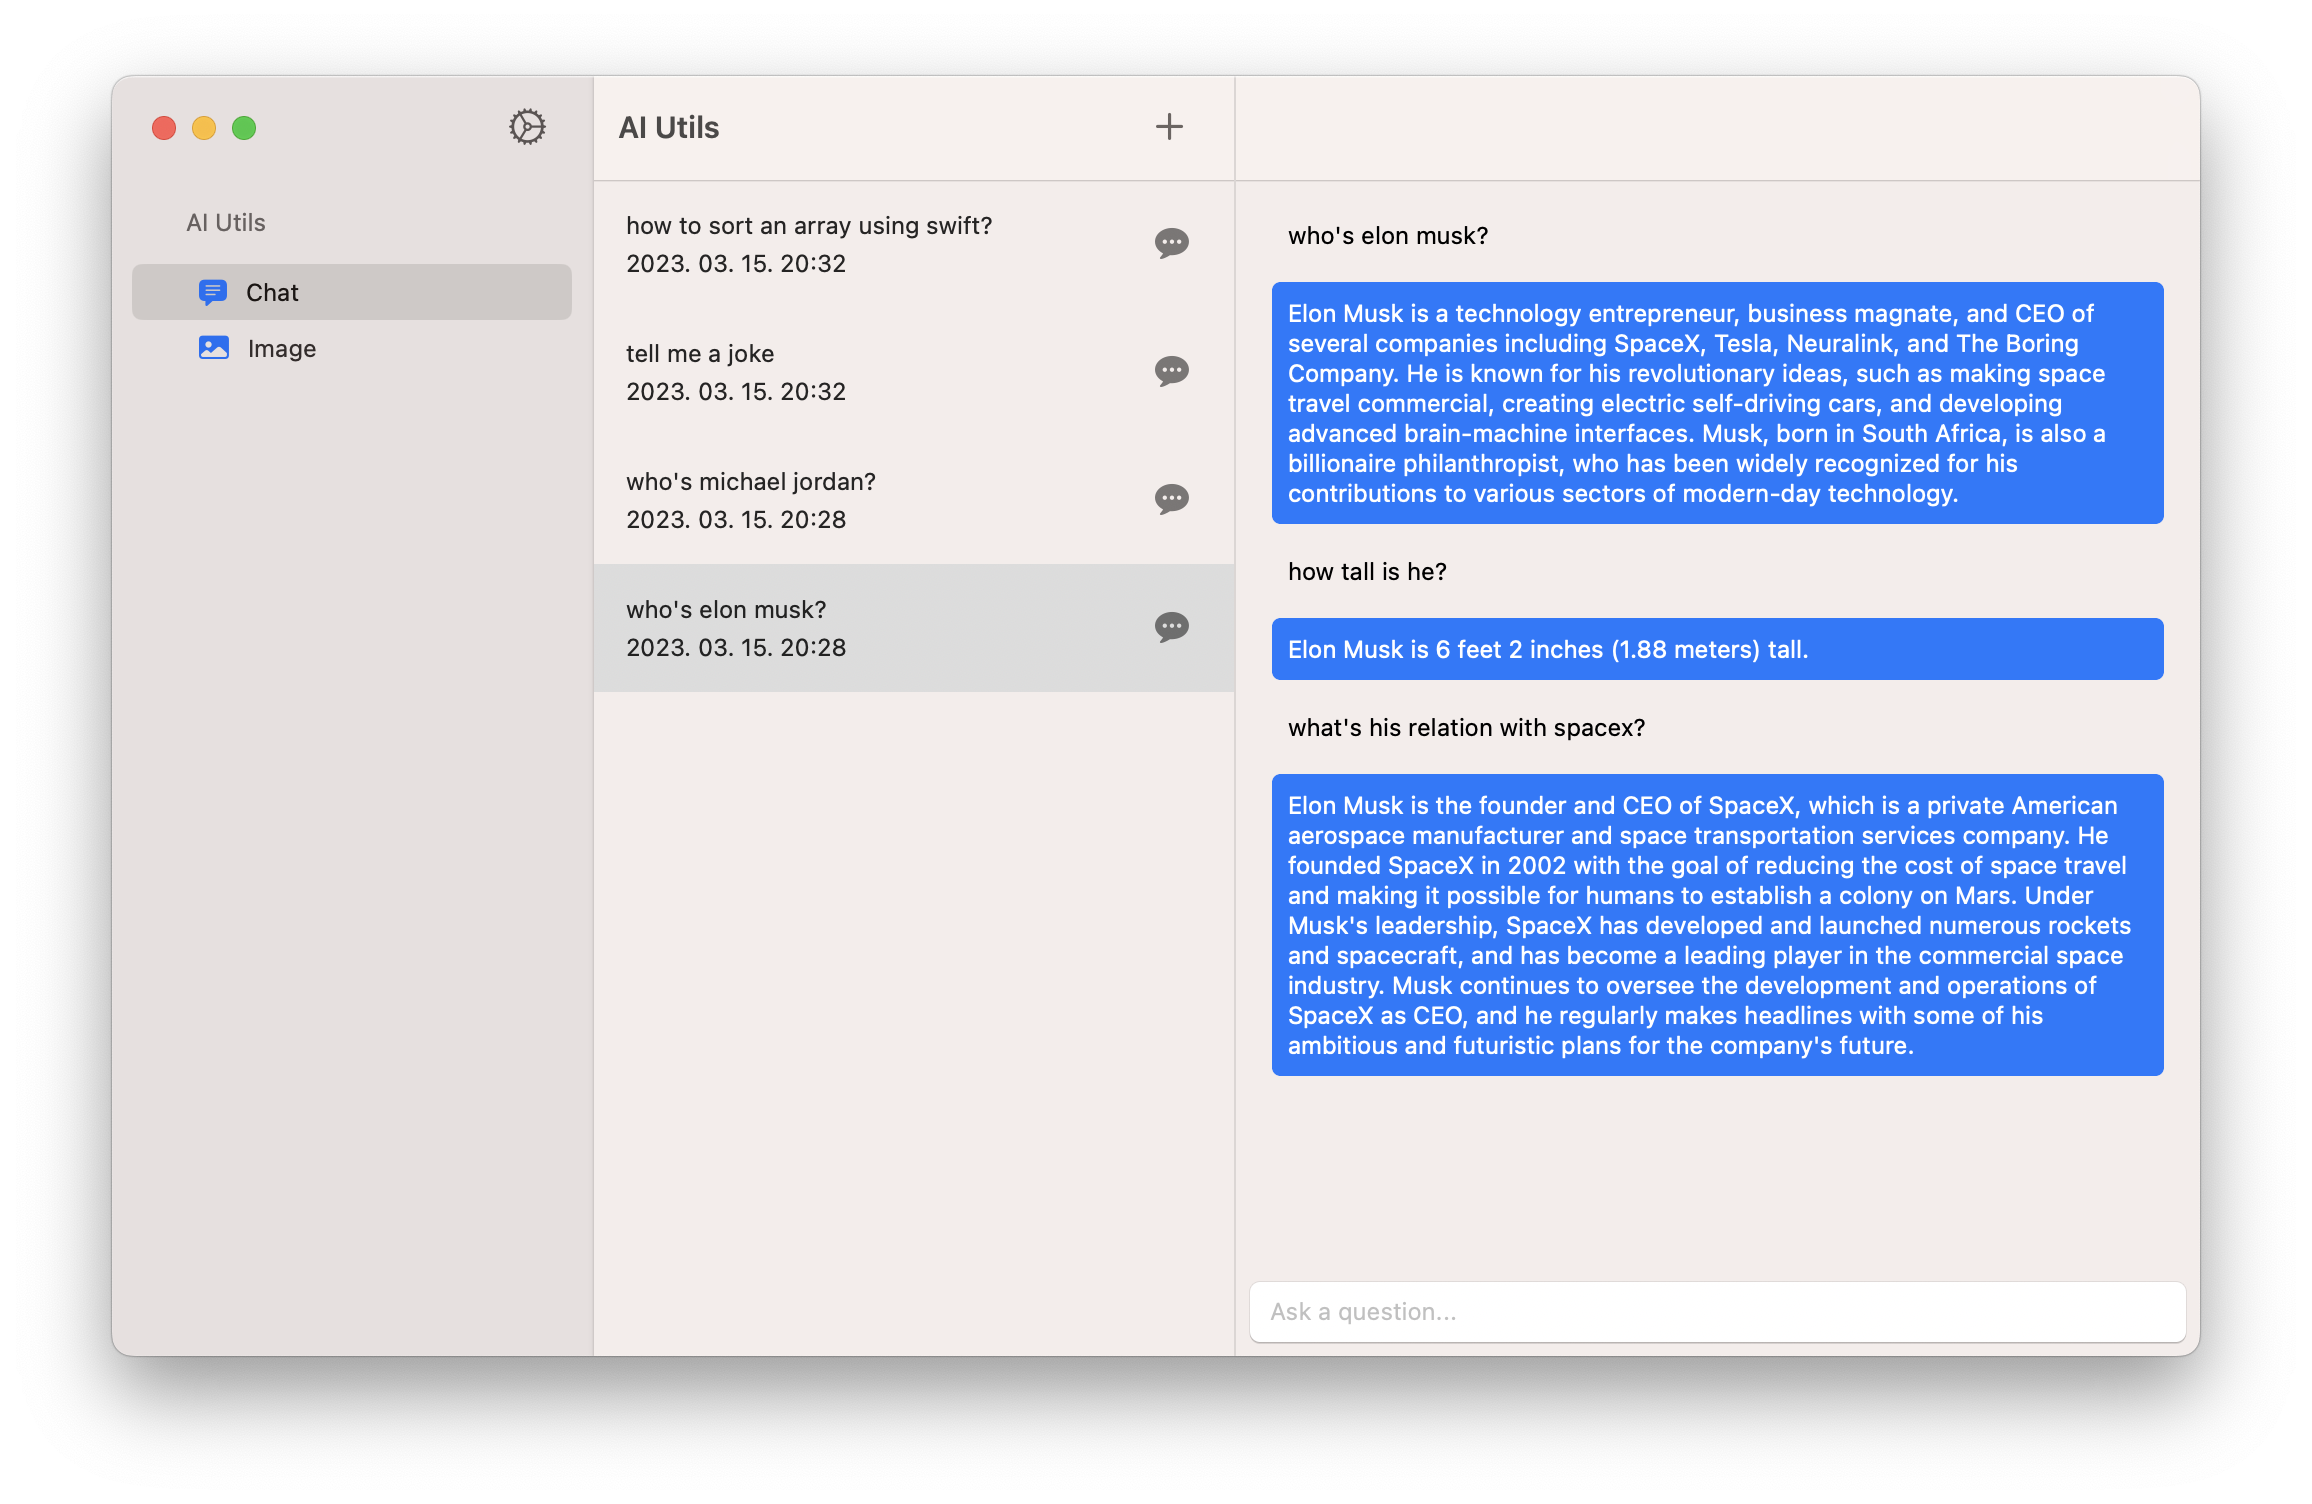 AI Utils
Chat
Image
AI Utils
how to sort an array using swift?
2023. 03. 15. 20:32
tell me a joke
2023. 03. 15. 20:32
who's michael jordan?
2023. 03. 15. 20:28
who's elon musk?
2023. 03. 15. 20:28
who's elon musk?
Elon Musk is a technology entrepreneur, business magnate, and CEO of
several companies including SpaceX, Tesla, Neuralink, and The Boring
Company. He is known for his revolutionary ideas, such as making space
travel commercial, creating electric self-driving cars, and developing
advanced brain-machine interfaces. Musk, born in South Africa, is also a
billionaire philanthropist, who has been widely recognized for his
contributions to various sectors of modern-day technology.
how tall is he?
Elon Musk is 6 feet 2 inches (1.88 meters) tall.
what's his relation with spacex?
Elon Musk is the founder and CEO of SpaceX, which is a private American
aerospace manufacturer and space transportation services company. He
founded SpaceX in 2002 with the goal of reducing the cost of space travel
and making it possible for humans to establish a colony on Mars. Under
Musk's leadership, SpaceX has developed and launched numerous rockets
and spacecraft, and has become a leading player in the commercial space
industry. Musk continues to oversee the development and operations of
SpaceX as CEO, and he regularly makes headlines with some of his
ambitious and futuristic plans for the company's future.
Ask a question...